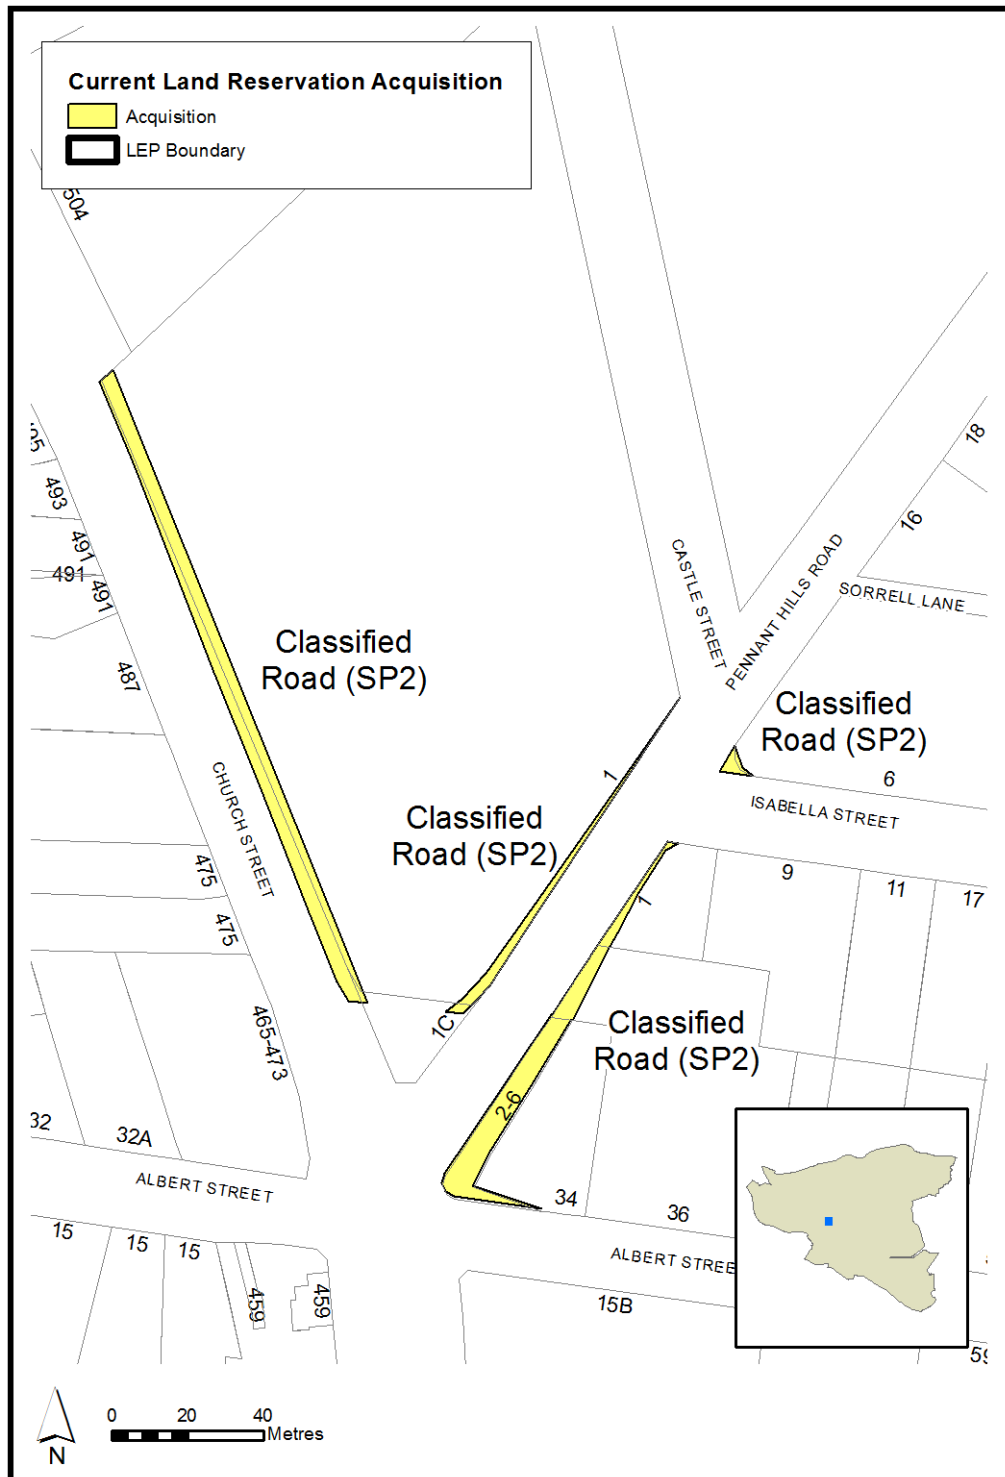 Current Land Reservation Acquisition
Acquisition
LEP Boundary
504
493
491
491
491
487
475
475
465-473
CHURCH STREET
Classified
Road (SP2)
Classified
Road (SP2)
1
1C
CASTLE STREET
PENNANT HILLS ROAD
18
16
SORRELL LANE
Classified
Road (SP2)
6
ISABELLA STREET
9
11
17
1
Classified
Road (SP2)
2-6
32
32A
ALBERT STREET
34
36
ALBERT STREE
15
15
15
459
459
15B
59
0
20
40
Metres
N